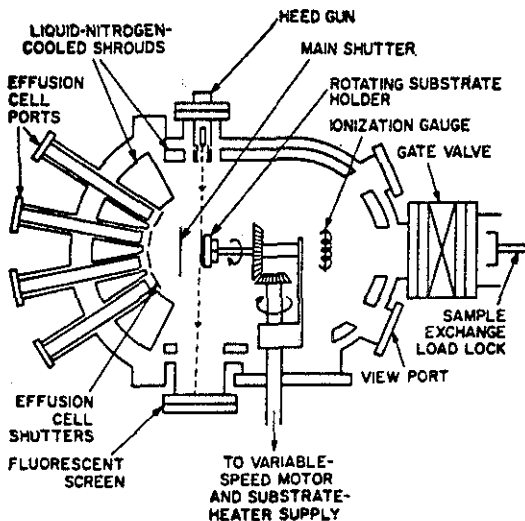 HEED GUN
LIQUID-NITROGEN-
COOLED SHROUDS
MAIN SHUTTER
EFFUSION
CELL
PORTS
ROTATING SUBSTRATE
HOLDER
IONIZATION GAUGE
GATE VALVE
SAMPLE
EXCHANGE
LOAD LOCK
VIEW PORT
EFFUSION
CELL
SHUTTERS
FLUORESCENT
SCREEN
TO VARIABLE-
SPEED MOTOR
AND SUBSTRATE-
HEATER SUPPLY